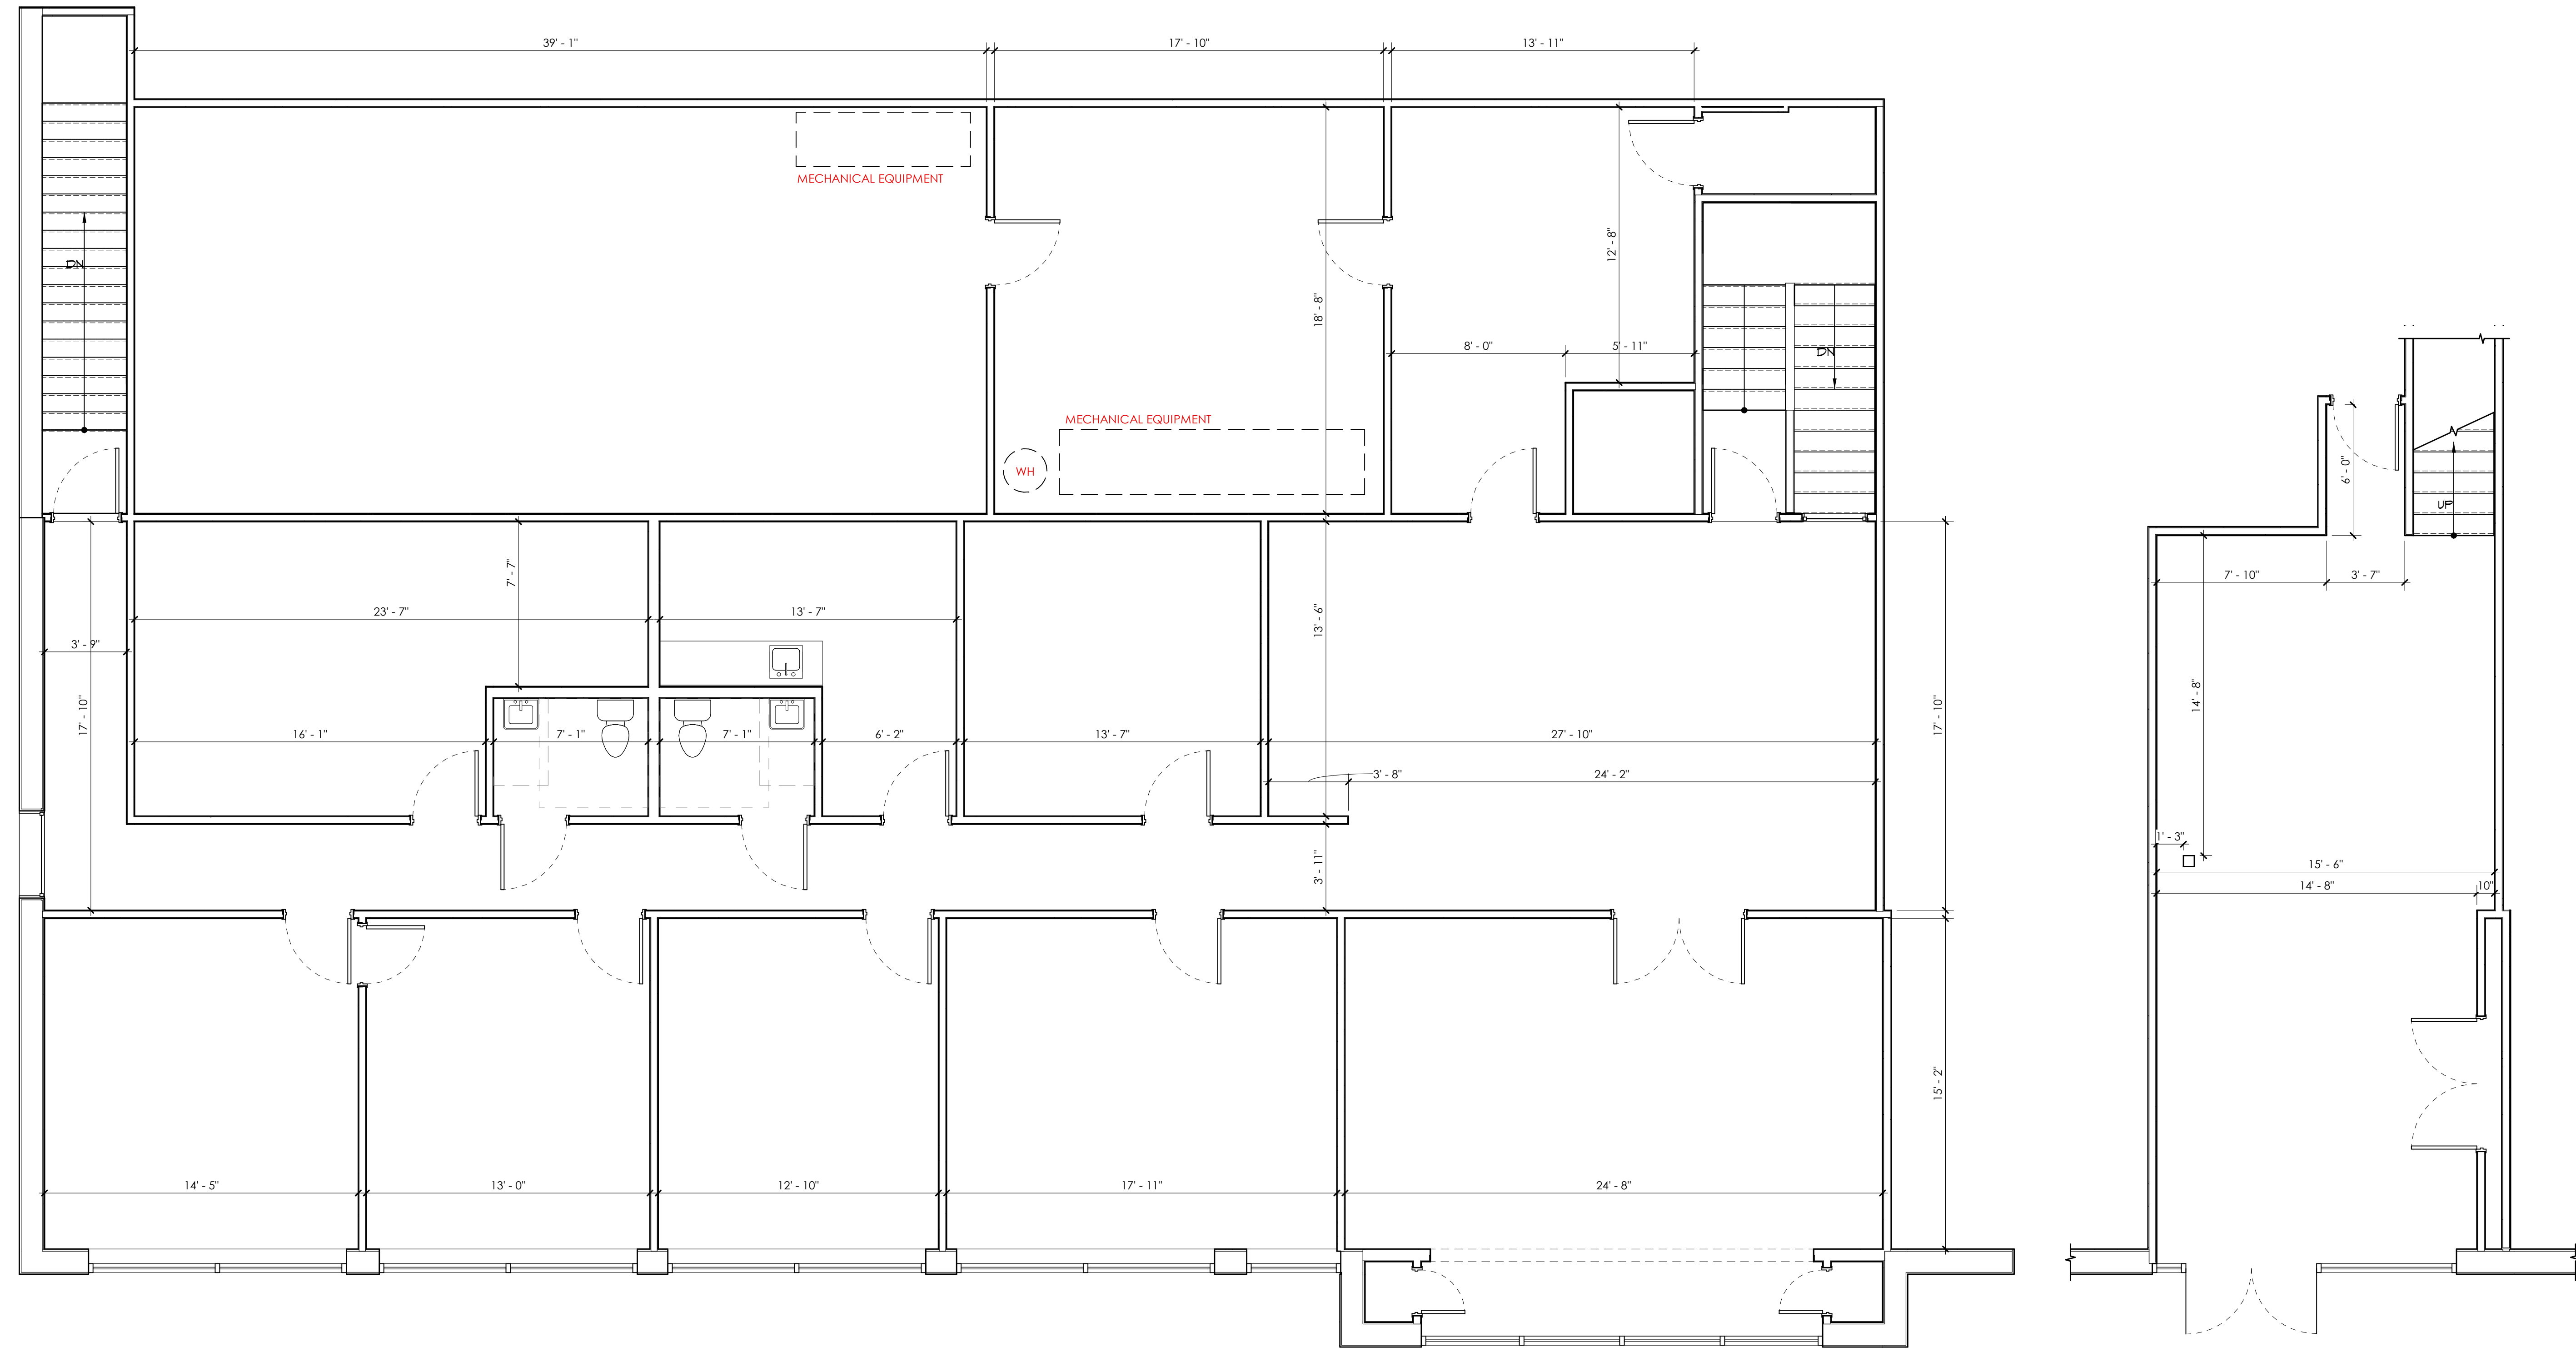 39' - 1"
17' - 10"
13' - 11"
MECHANICAL EQUIPMENT
12' - 8"
DN
18' - 8"
8' - 0"
5' - 11"
DN
MECHANICAL EQUIPMENT
WH
6' - 0"
UP
7' - 7"
7' - 10"
3' - 7"
23' - 7"
13' - 7"
13' - 6"
3' - 9"
17' - 10"
17' - 10"
14' - 8"
16' - 1"
7' - 1"
7' - 1"
6' - 2"
13' - 7"
27' - 10"
3' - 8"
24' - 2"
1' - 3"
3' - 11"
15' - 6"
14' - 8"
10"
15' - 2"
14' - 5"
13' - 0"
12' - 10"
17' - 11"
24' - 8"